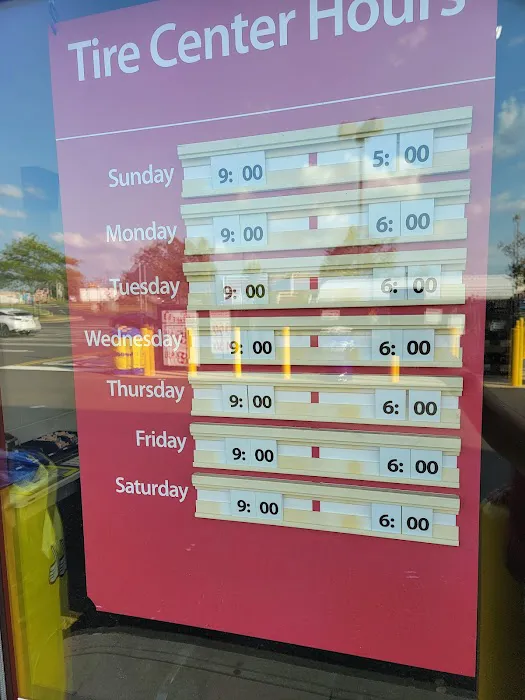 Tire Center Hours
Sunday 9: 00 5: 00
Monday 9: 00 6: 00
Tuesday 9: 00 6: 00
Wednesday 9: 00 6: 00
Thursday 9: 00 6: 00
Friday 9: 00 6: 00
Saturday 9: 00 6: 00